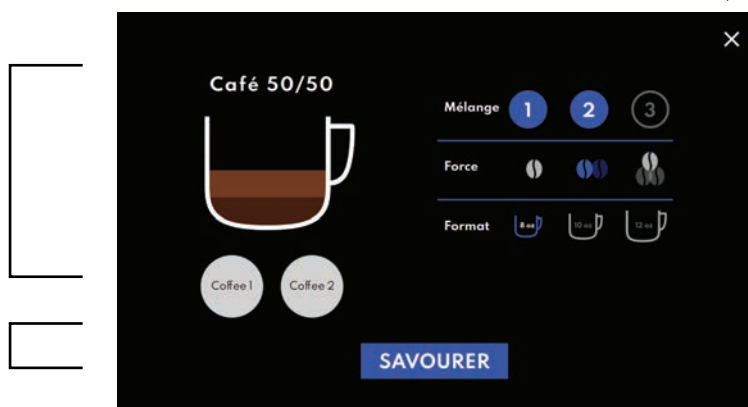 Café 50/50
Coffee 1 Coffee 2
Mélange 1 2 3
Force
Format 8 oz 10 oz 12 oz
SAVOURER